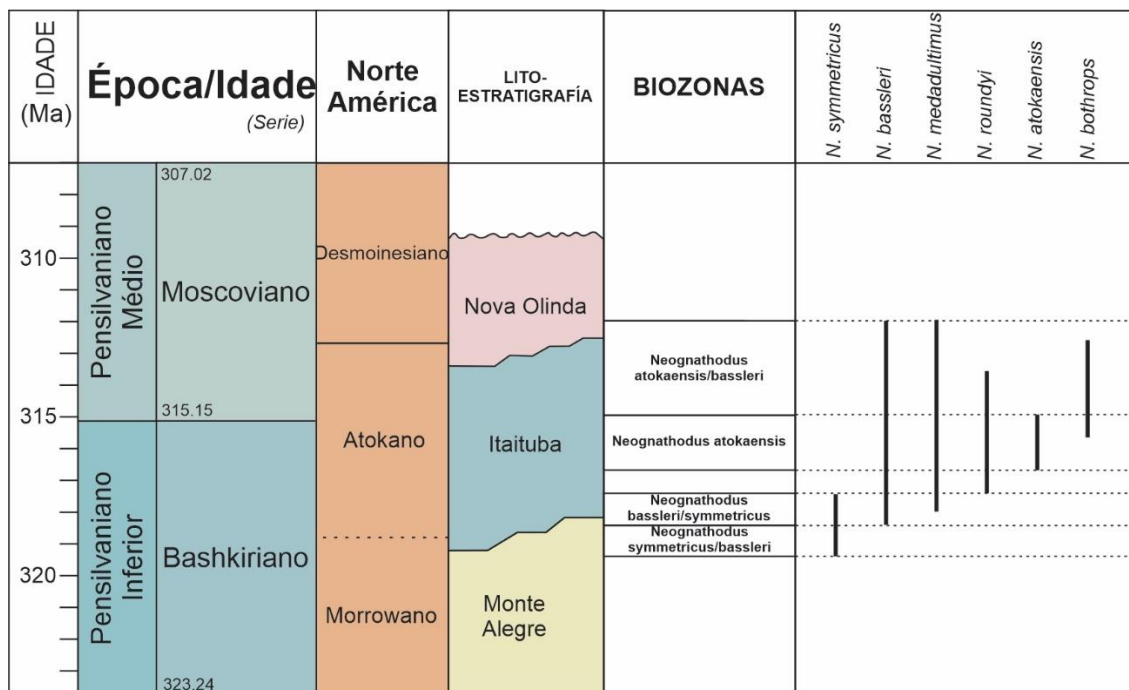 IDADE
(Ma)
Época/Idade
(Serie)
Norte
América
LITO-
ESTRATIGRAFÍA
BIOZONAS
N. symmetricus
N. bassleri
N. medadultimus
N. roundyi
N. atokaensis
N. bothrops
310
315
320
Pensilvaniano
Médio
Pensilvaniano
Inferior
307.02
Moscoviano
315.15
Bashkiriano
323.24
Desmoinesiano
Atokano
Morrowano
Nova Olinda
Itaituba
Monte
Alegre
Neognathodus
atokaensis/bassleri
Neognathodus atokaensis
Neognathodus
bassleri/symmetricus
Neognathodus
symmetricus/bassleri